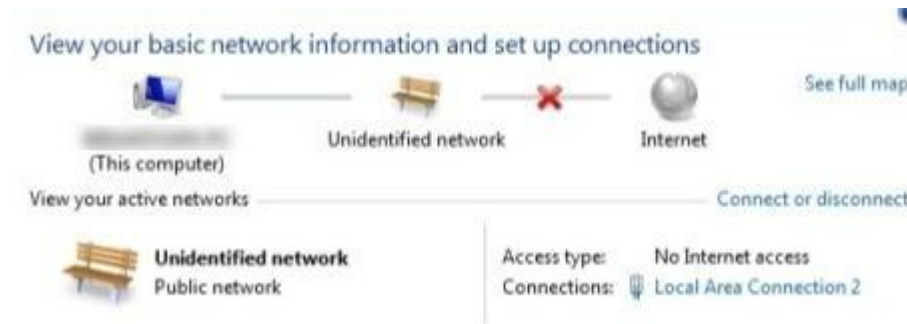 View your basic network information and set up connections
See full map
Unidentified network
Internet
(This computer)
View your active networks
Connect or disconnect
Unidentified network
Public network
Access type: No Internet access
Connections: Local Area Connection 2